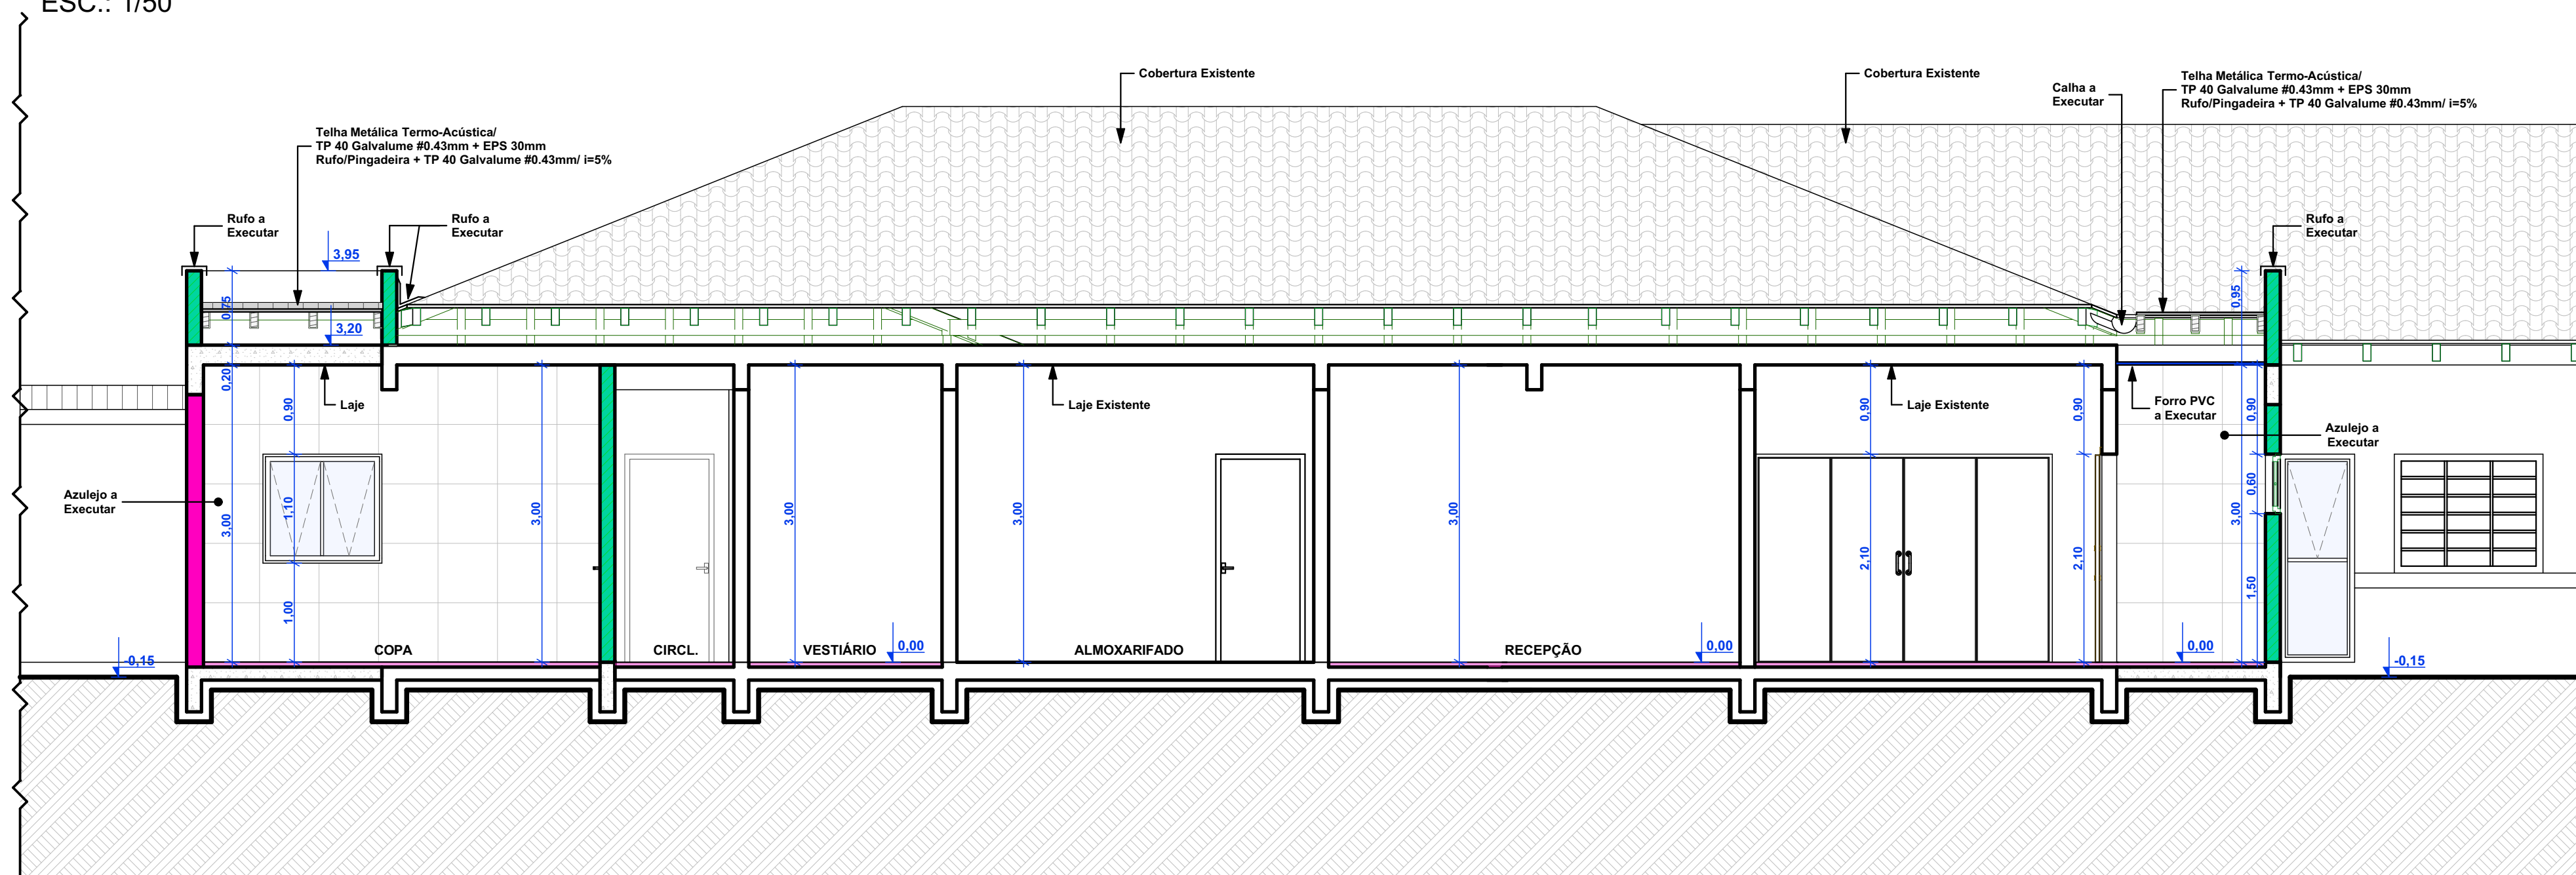 ESC.: 1/50
Cobertura Existente
Cobertura Existente
Telha Metálica Termo-Acústica/
TP 40 Galvalume #0.43mm + EPS 30mm
Rufo/Pingadeira + TP 40 Galvalume #0.43mm/ i=5%
Calha a
Executar
Telha Metálica Termo-Acústica/
TP 40 Galvalume #0.43mm + EPS 30mm
Rufo/Pingadeira + TP 40 Galvalume #0.43mm/ i=5%
Rufo a
Executar
Rufo a
Executar
Rufo a
Executar
3,95
0,75
3,20
0,95
0,20
0,90
Laje
Laje Existente
0,90
Laje Existente
0,90
Forro PVC
a Executar
0,90
Azulejo a
Executar
Azulejo a
Executar
3,00
1,10
3,00
3,00
3,00
3,00
2,10
2,10
0,60
3,00
1,50
1,00
COPA
CIRCL.
VESTIÁRIO
0,00
ALMOXARIFADO
RECEPÇÃO
0,00
0,00
-0,15
-0,15